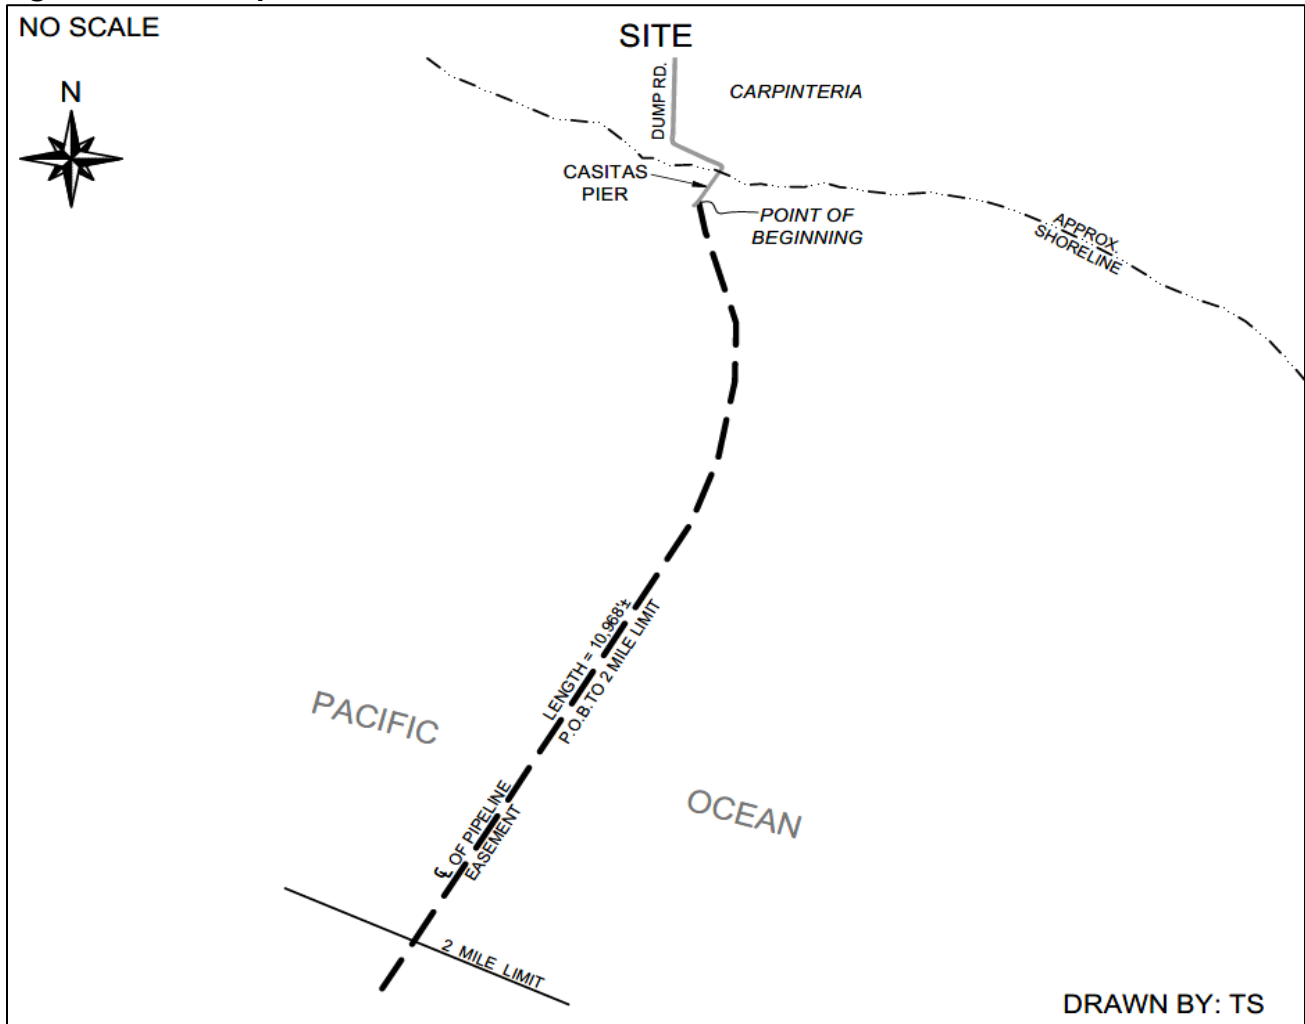 NO SCALE
SITE
N
DUMP RD.
CARPINTERIA
CASITAS
PIER
POINT OF
BEGINNING
APPROX.
SHORELINE
LENGTH = 10,968'±
P.O.B. TO 2 MILE LIMIT
PACIFIC
OCEAN
℄ OF PIPELINE
EASEMENT
2 MILE LIMIT
DRAWN BY: TS